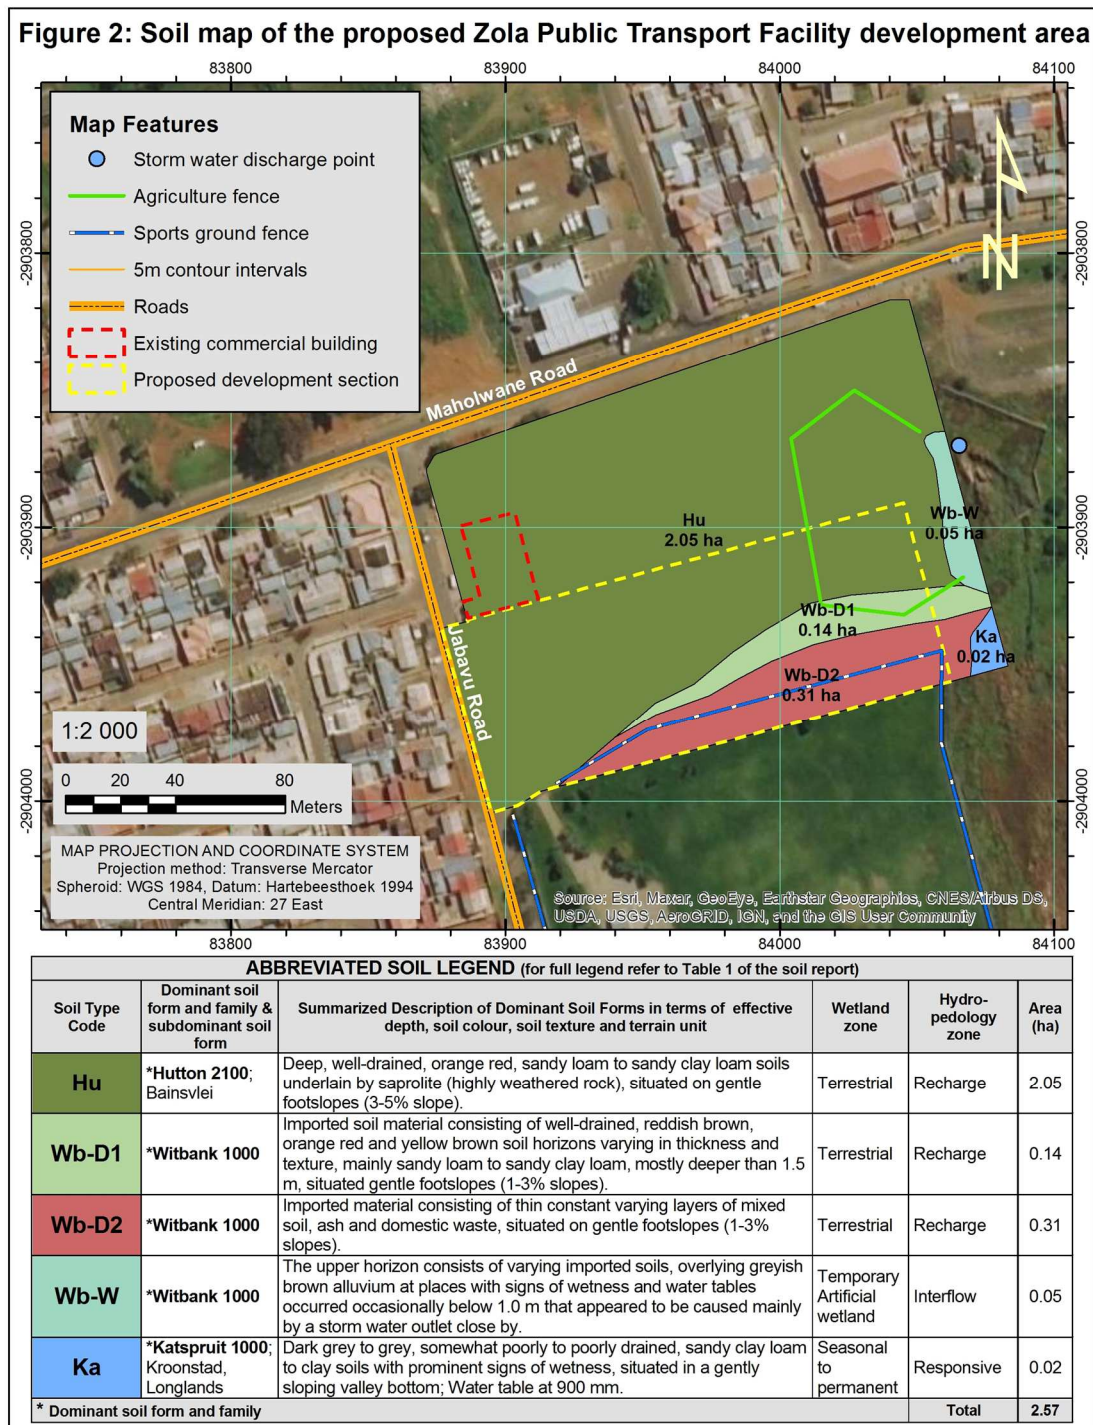 Figure 2: Soil map of the proposed Zola Public Transport Facility development area
83800 83900 84000 84100
Map Features
Storm water discharge point
Agriculture fence
Sports ground fence
5m contour intervals
Roads
Existing commercial building
Proposed development section
-2903800 -2903800
N
Maholwane Road
-2903900 -2903900
Hu
2.05 ha
Wb-W
0.05 ha
Wb-D1
0.14 ha
Ka
0.02 ha
Wb-D2
0.31 ha
Jabavu Road
1:2 000
0 20 40 80
Meters
-2904000 -2904000
MAP PROJECTION AND COORDINATE SYSTEM
Projection method: Transverse Mercator
Spheroid: WGS 1984, Datum: Hartebeesthoek 1994
Central Meridian: 27 East
Source: Esri, Maxar, GeoEye, Earthstar Geographics, CNES/Airbus DS,
USDA, USGS, AeroGRID, IGN, and the GIS User Community
83800 83900 84000 84100
ABBREVIATED SOIL LEGEND (for full legend refer to Table 1 of the soil report)
Soil Type
Code
Dominant soil
form and family &
subdominant soil
form
Summarized Description of Dominant Soil Forms in terms of effective
depth, soil colour, soil texture and terrain unit
Wetland
zone
Hydro-
pedology
zone
Area
(ha)
Hu
*Hutton 2100;
Bainsvlei
Deep, well-drained, orange red, sandy loam to sandy clay loam soils
underlain by saprolite (highly weathered rock), situated on gentle
footslopes (3-5% slope).
Terrestrial
Recharge
2.05
Wb-D1
*Witbank 1000
Imported soil material consisting of well-drained, reddish brown,
orange red and yellow brown soil horizons varying in thickness and
texture, mainly sandy loam to sandy clay loam, mostly deeper than 1.5
m, situated gentle footslopes (1-3% slopes).
Terrestrial
Recharge
0.14
Wb-D2
*Witbank 1000
Imported material consisting of thin constant varying layers of mixed
soil, ash and domestic waste, situated on gentle footslopes (1-3%
slopes).
Terrestrial
Recharge
0.31
Wb-W
*Witbank 1000
The upper horizon consists of varying imported soils, overlying greyish
brown alluvium at places with signs of wetness and water tables
occurred occasionally below 1.0 m that appeared to be caused mainly
by a storm water outlet close by.
Temporary
Artificial
wetland
Interflow
0.05
Ka
*Katspruit 1000;
Kroonstad,
Longlands
Dark grey to grey, somewhat poorly to poorly drained, sandy clay loam
to clay soils with prominent signs of wetness, situated in a gently
sloping valley bottom; Water table at 900 mm.
Seasonal
to
permanent
Responsive
0.02
* Dominant soil form and family
Total
2.57